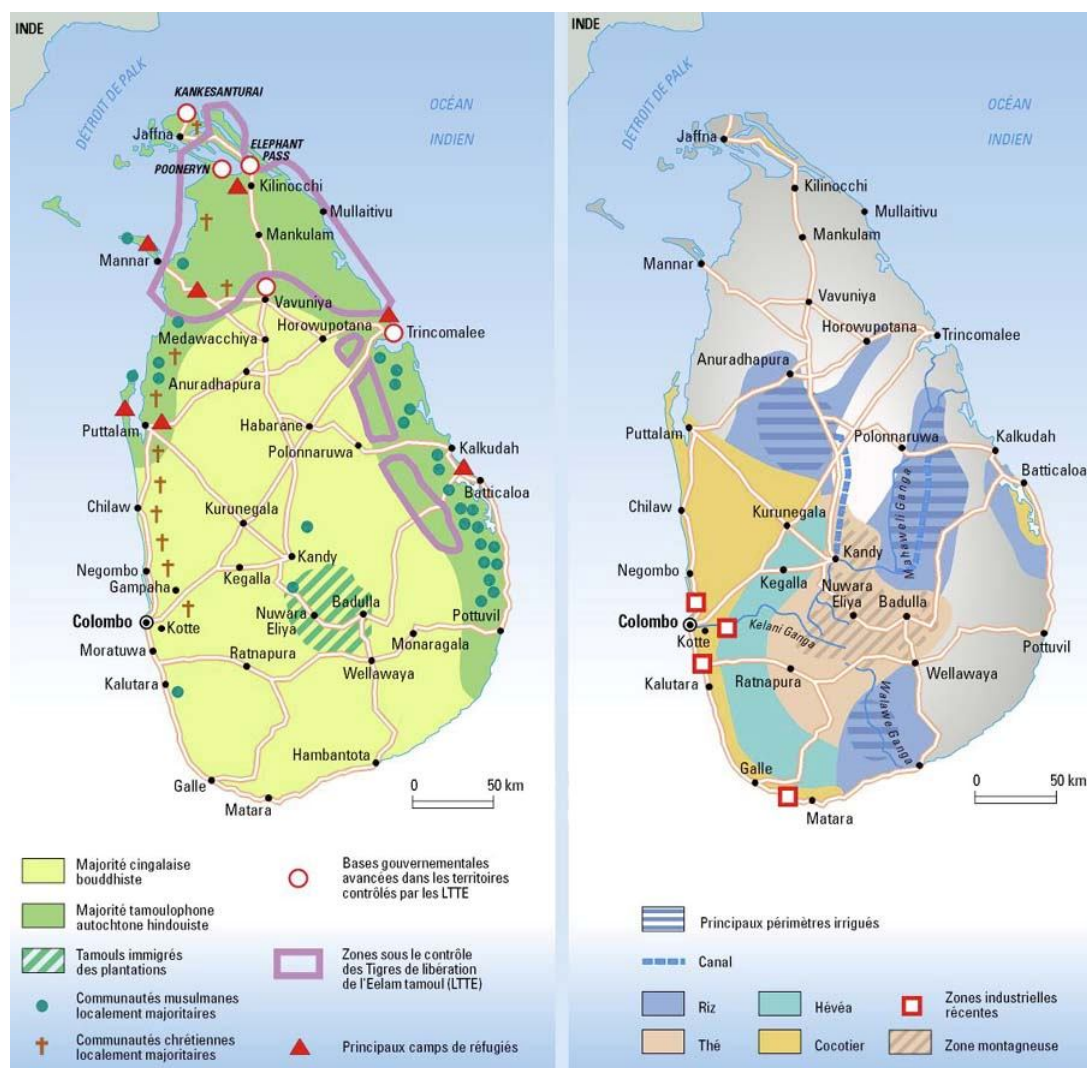 INDE
DÉTROIT DE PALK
KANKESANTURAI
OCÉAN
INDIEN
Jaffna
ELEPHANT
PASS
POONERYN
Kilinocchi
Mullaitivu
Mankulam
Mannar
Vavuniya
Horowupotana
Trincomalee
Medawacchiya
Anuradhapura
Habarane
Puttalam
Polonnaruwa
Kalkudah
Batticaloa
Chilaw
Kurunegala
Kandy
Negombo
Kegalla
Gampaha
Badulla
Nuwara
Eliya
Pottuvil
Colombo
Kotte
Monaragala
Moratuwa
Ratnapura
Wellawaya
Kalutara
Hambantota
Galle
Matara
0 50 km
Majorité cingalaise
bouddhiste
Majorité tamoulophone
autochtone hindouiste
Tamouls immigrés
des plantations
Communautés musulmanes
localement majoritaires
Communautés chrétiennes
localement majoritaires
Bases gouvernementales
avancées dans les territoires
contrôlés par les LTTE
Zones sous le contrôle
des Tigres de libération
de l'Eelam tamoul (LTTE)
Principaux camps de réfugiés
INDE
DÉTROIT DE PALK
OCÉAN
INDIEN
Jaffna
Kilinocchi
Mullaitivu
Mankulam
Mannar
Vavuniya
Horowupotana
Trincomalee
Anuradhapura
Puttalam
Polonnaruwa
Kalkudah
Batticaloa
Mahaweli Ganga
Chilaw
Kurunegala
Kandy
Negombo
Kegalla
Nuwara
Eliya
Badulla
Colombo
Kotte
Kelani Ganga
Pottuvil
Ratnapura
Wellawaya
Kalutara
Walawe Ganga
Galle
Matara
0 50 km
Principaux périmètres irrigués
Canal
Riz
Hévéa
Zones industrielles
récentes
Thé
Cocotier
Zone montagneuse